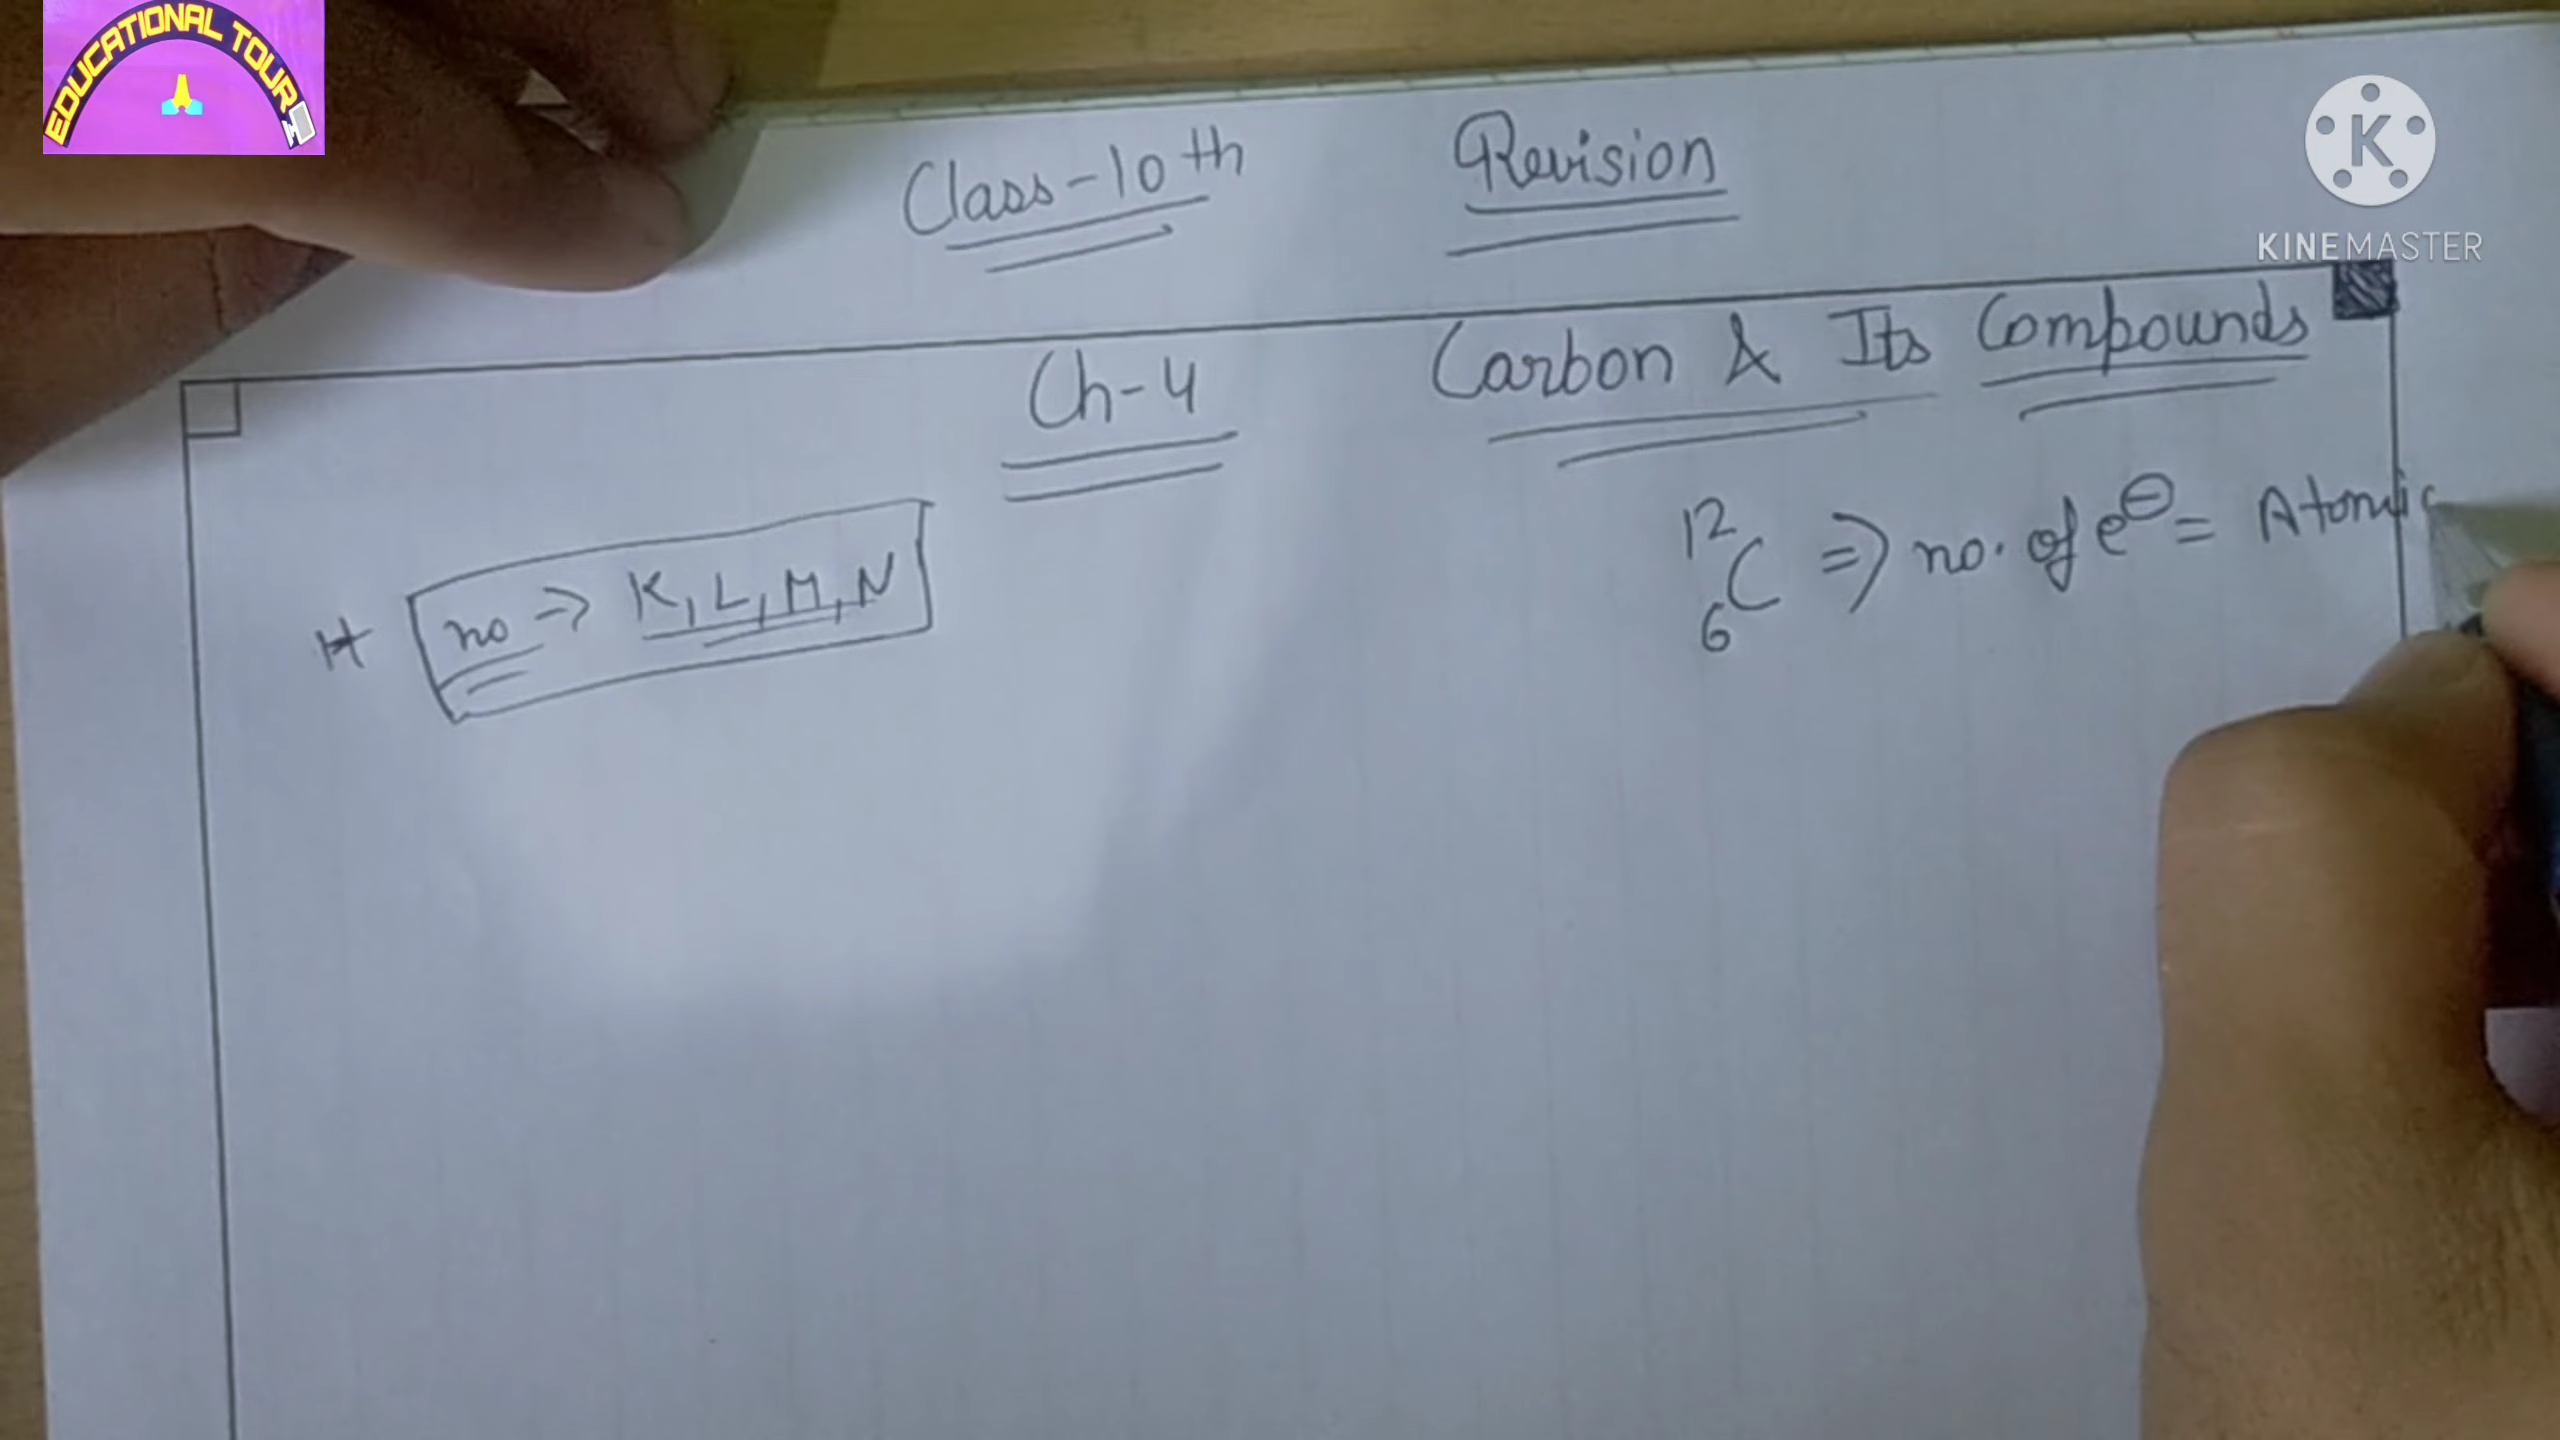 EDUCATIONAL TOUR
K
KINEMASTER
Class-10th Revision
Ch-4 Carbon & Its Compounds
no → K, L, M, N
¹²₆C ⇒ no. of e⊖ = Atomic